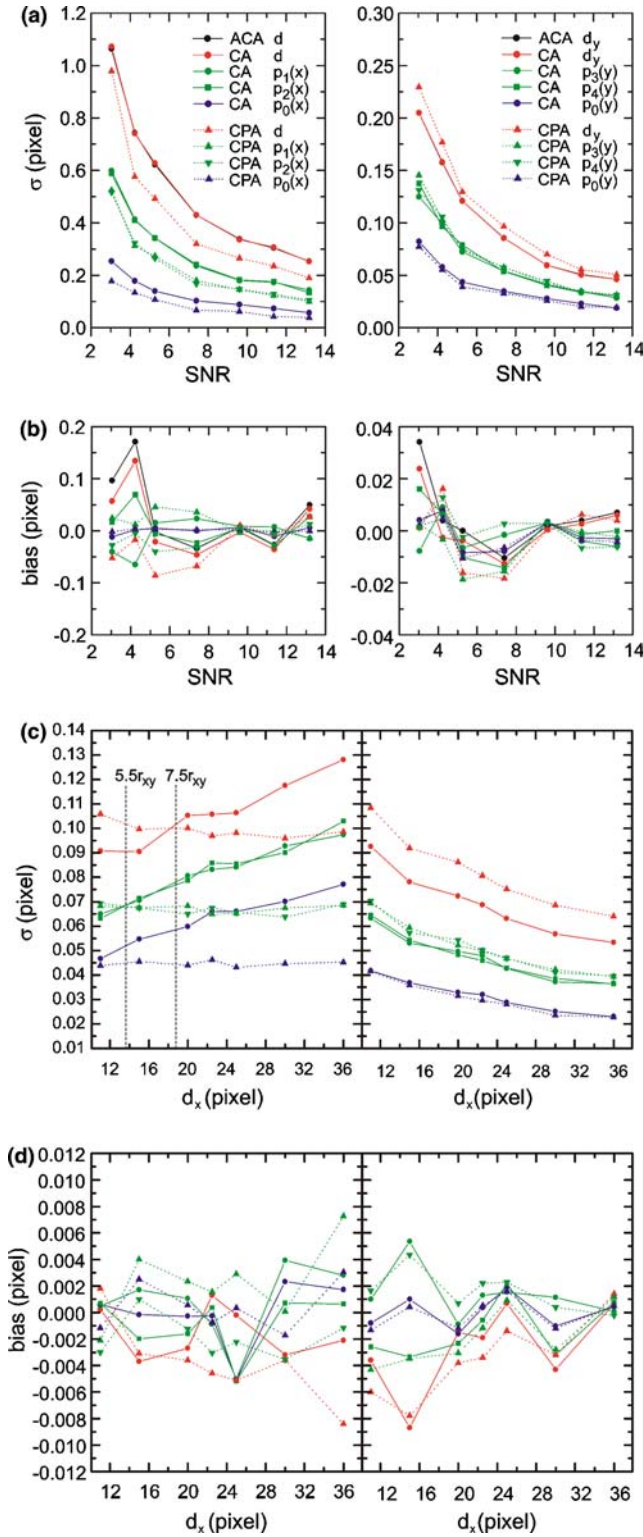 (a)
1.2
1.0
0.8
0.6
0.4
0.2
0.0
σ (pixel)
ACA d
CA d
CA p₁(x)
CA p₂(x)
CA p₀(x)
CPA d
CPA p₁(x)
CPA p₂(x)
CPA p₀(x)
2 4 6 8 10 12 14
SNR
0.30
0.25
0.20
0.15
0.10
0.05
0.00
ACA dᵧ
CA dᵧ
CA p₃(y)
CA p₄(y)
CA p₀(y)
CPA dᵧ
CPA p₃(y)
CPA p₄(y)
CPA p₀(y)
2 4 6 8 10 12 14
SNR
(b)
0.2
0.1
0.0
-0.1
-0.2
bias (pixel)
2 4 6 8 10 12 14
SNR
0.04
0.02
0.00
-0.02
-0.04
2 4 6 8 10 12 14
SNR
(c)
0.14
0.13
0.12
0.11
0.10
0.09
0.08
0.07
0.06
0.05
0.04
0.03
0.02
0.01
σ (pixel)
5.5rxy
7.5rxy
12 16 20 24 28 32 36
dₓ(pixel)
12 16 20 24 28 32 36
dₓ(pixel)
(d)
0.012
0.010
0.008
0.006
0.004
0.002
0.000
-0.002
-0.004
-0.006
-0.008
-0.010
-0.012
bias (pixel)
12 16 20 24 28 32 36
dₓ(pixel)
12 16 20 24 28 32 36
dₓ(pixel)